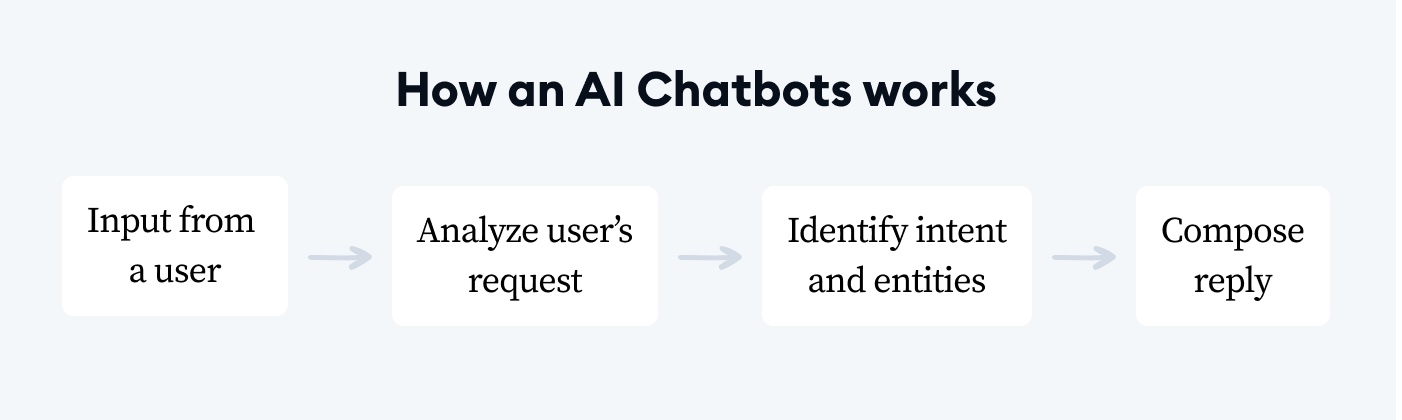 How an AI Chatbots works
Input from
a user
Analyze user’s
request
Identify intent
and entities
Compose
reply